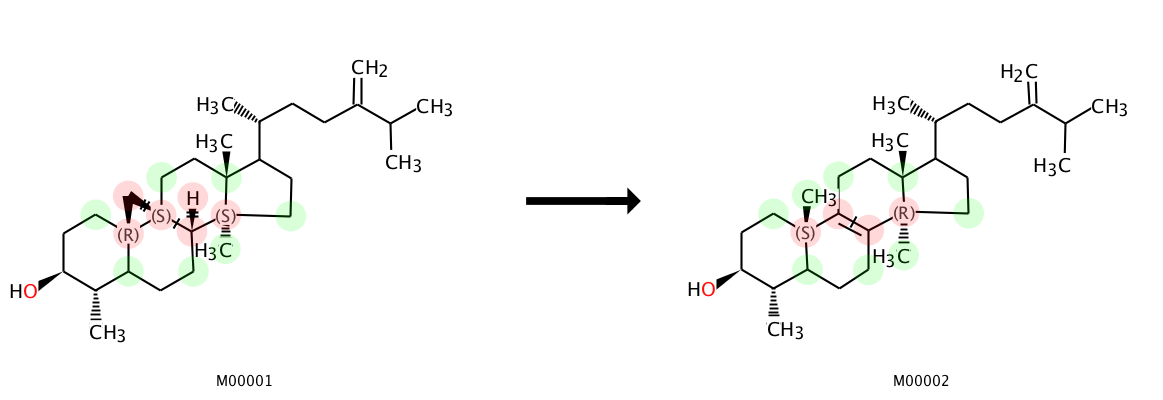 CH2
H3C
CH3
H3C
H
CH3
(S)
(S)
(R)
H3C
HO
CH3
M00001
H2C
H3C
CH3
H3C
H3C
CH3
(R)
(S)
H3C
HO
CH3
M00002